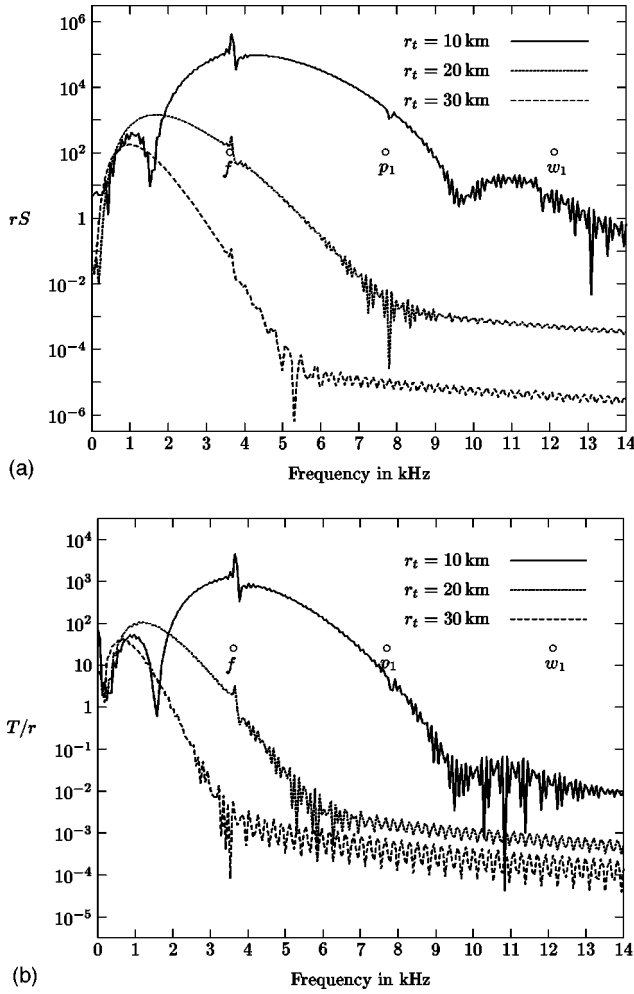 10^6
10^4
10^2
1
10^-2
10^-4
10^-6
rS
r_t = 10 km
r_t = 20 km
r_t = 30 km
f
p_1
w_1
0 1 2 3 4 5 6 7 8 9 10 11 12 13 14
Frequency in kHz
(a)
10^4
10^3
10^2
10
1
10^-1
10^-2
10^-3
10^-4
10^-5
T/r
r_t = 10 km
r_t = 20 km
r_t = 30 km
f
p_1
w_1
0 1 2 3 4 5 6 7 8 9 10 11 12 13 14
Frequency in kHz
(b)